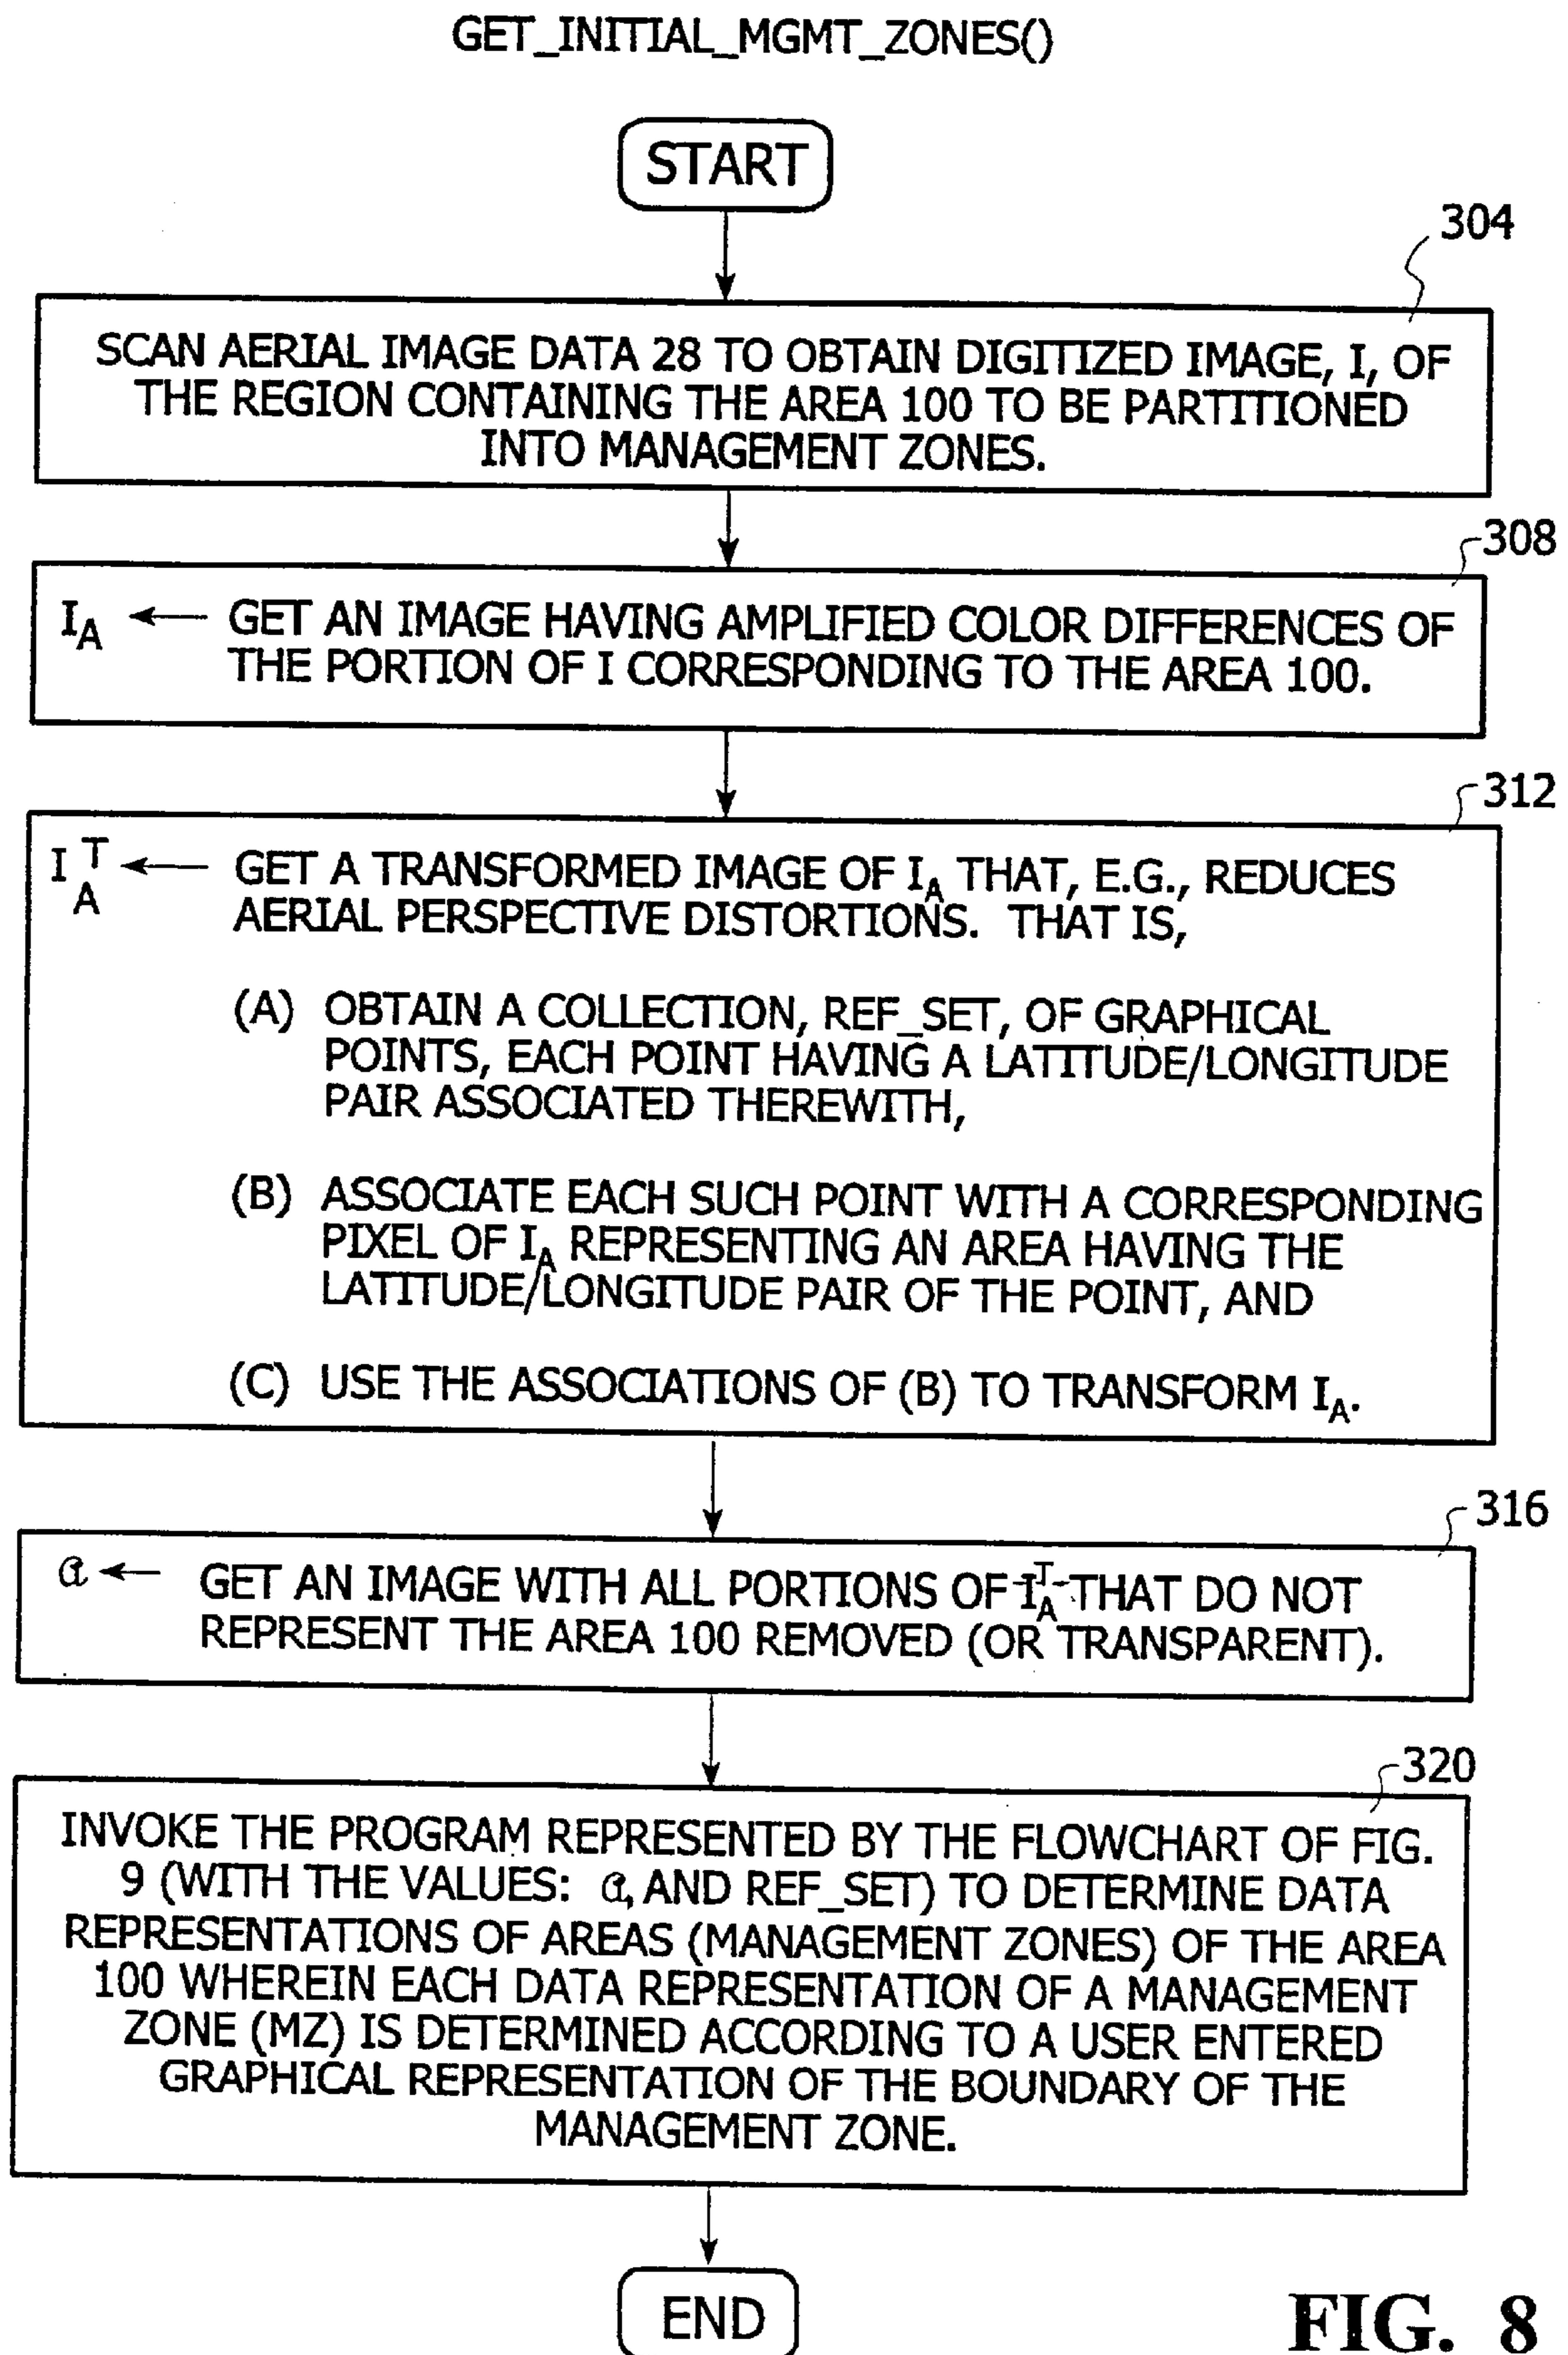 GET_INITIAL_MGMT_ZONES()
START
304
SCAN AERIAL IMAGE DATA 28 TO OBTAIN DIGITIZED IMAGE, I, OF
THE REGION CONTAINING THE AREA 100 TO BE PARTITIONED
INTO MANAGEMENT ZONES.
308
I_A ← GET AN IMAGE HAVING AMPLIFIED COLOR DIFFERENCES OF
THE PORTION OF I CORRESPONDING TO THE AREA 100.
312
I_A^T ← GET A TRANSFORMED IMAGE OF I_A THAT, E.G., REDUCES
AERIAL PERSPECTIVE DISTORTIONS. THAT IS,
(A) OBTAIN A COLLECTION, REF_SET, OF GRAPHICAL
POINTS, EACH POINT HAVING A LATITUDE/LONGITUDE
PAIR ASSOCIATED THEREWITH,
(B) ASSOCIATE EACH SUCH POINT WITH A CORRESPONDING
PIXEL OF I_A REPRESENTING AN AREA HAVING THE
LATITUDE/LONGITUDE PAIR OF THE POINT, AND
(C) USE THE ASSOCIATIONS OF (B) TO TRANSFORM I_A.
316
a ← GET AN IMAGE WITH ALL PORTIONS OF I_A^T THAT DO NOT
REPRESENT THE AREA 100 REMOVED (OR TRANSPARENT).
320
INVOKE THE PROGRAM REPRESENTED BY THE FLOWCHART OF FIG.
9 (WITH THE VALUES: a, AND REF_SET) TO DETERMINE DATA
REPRESENTATIONS OF AREAS (MANAGEMENT ZONES) OF THE AREA
100 WHEREIN EACH DATA REPRESENTATION OF A MANAGEMENT
ZONE (MZ) IS DETERMINED ACCORDING TO A USER ENTERED
GRAPHICAL REPRESENTATION OF THE BOUNDARY OF THE
MANAGEMENT ZONE.
END
FIG. 8